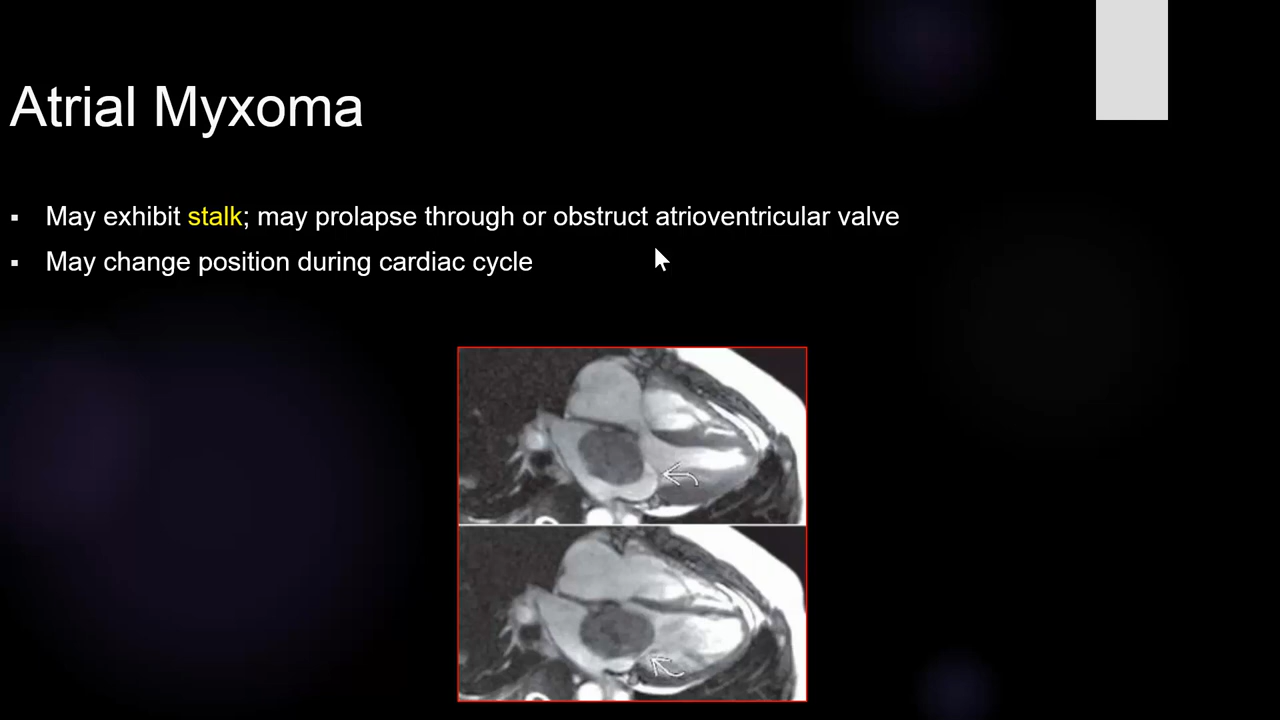 Atrial Myxoma
▪ May exhibit stalk; may prolapse through or obstruct atrioventricular valve
▪ May change position during cardiac cycle